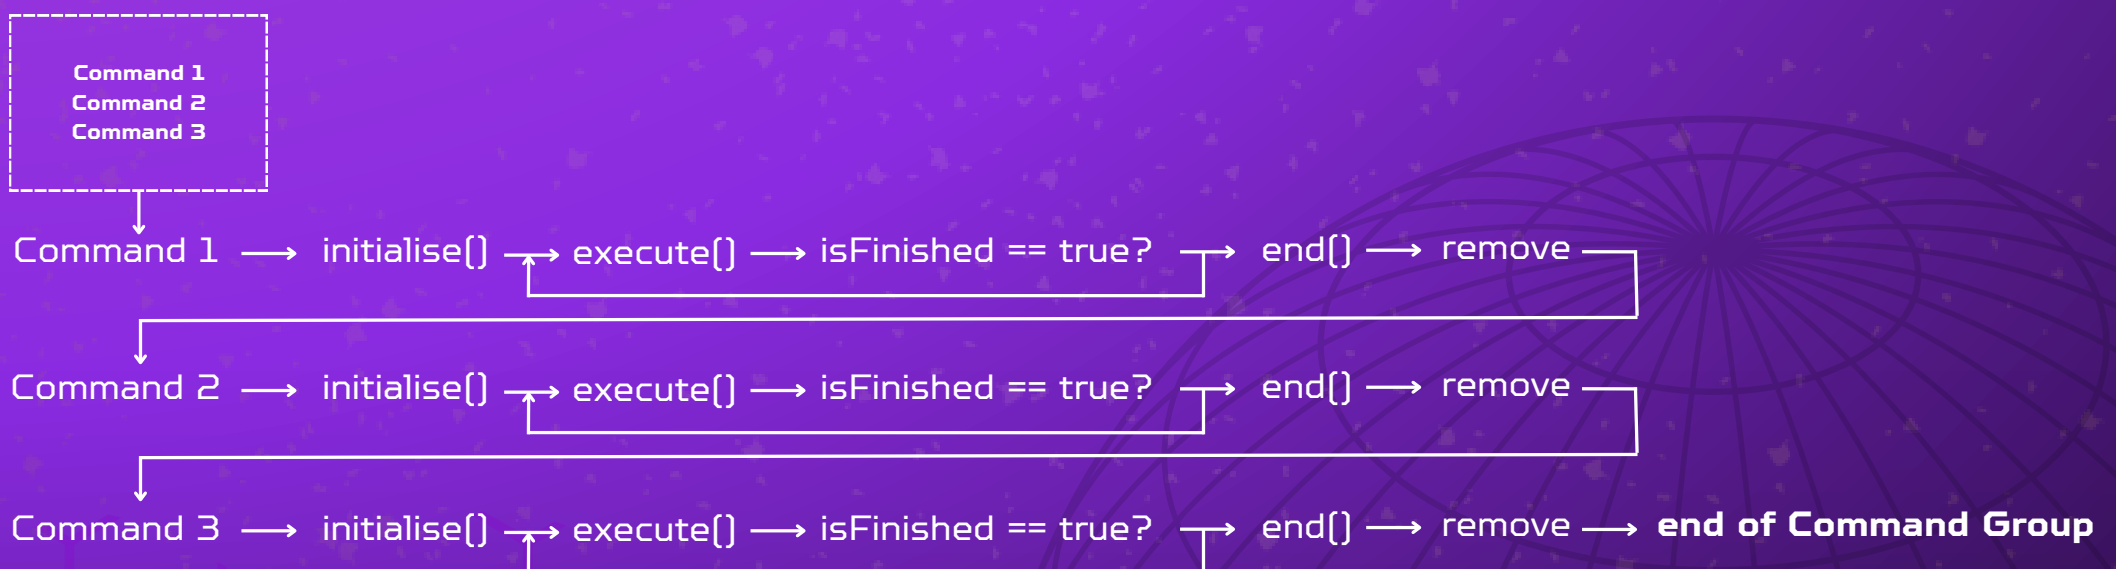 Command 1
Command 2
Command 3
Command 1 initialise() execute() isFinished == true? end() remove
Command 2 initialise() execute() isFinished == true? end() remove
Command 3 initialise() execute() isFinished == true? end() remove end of Command Group